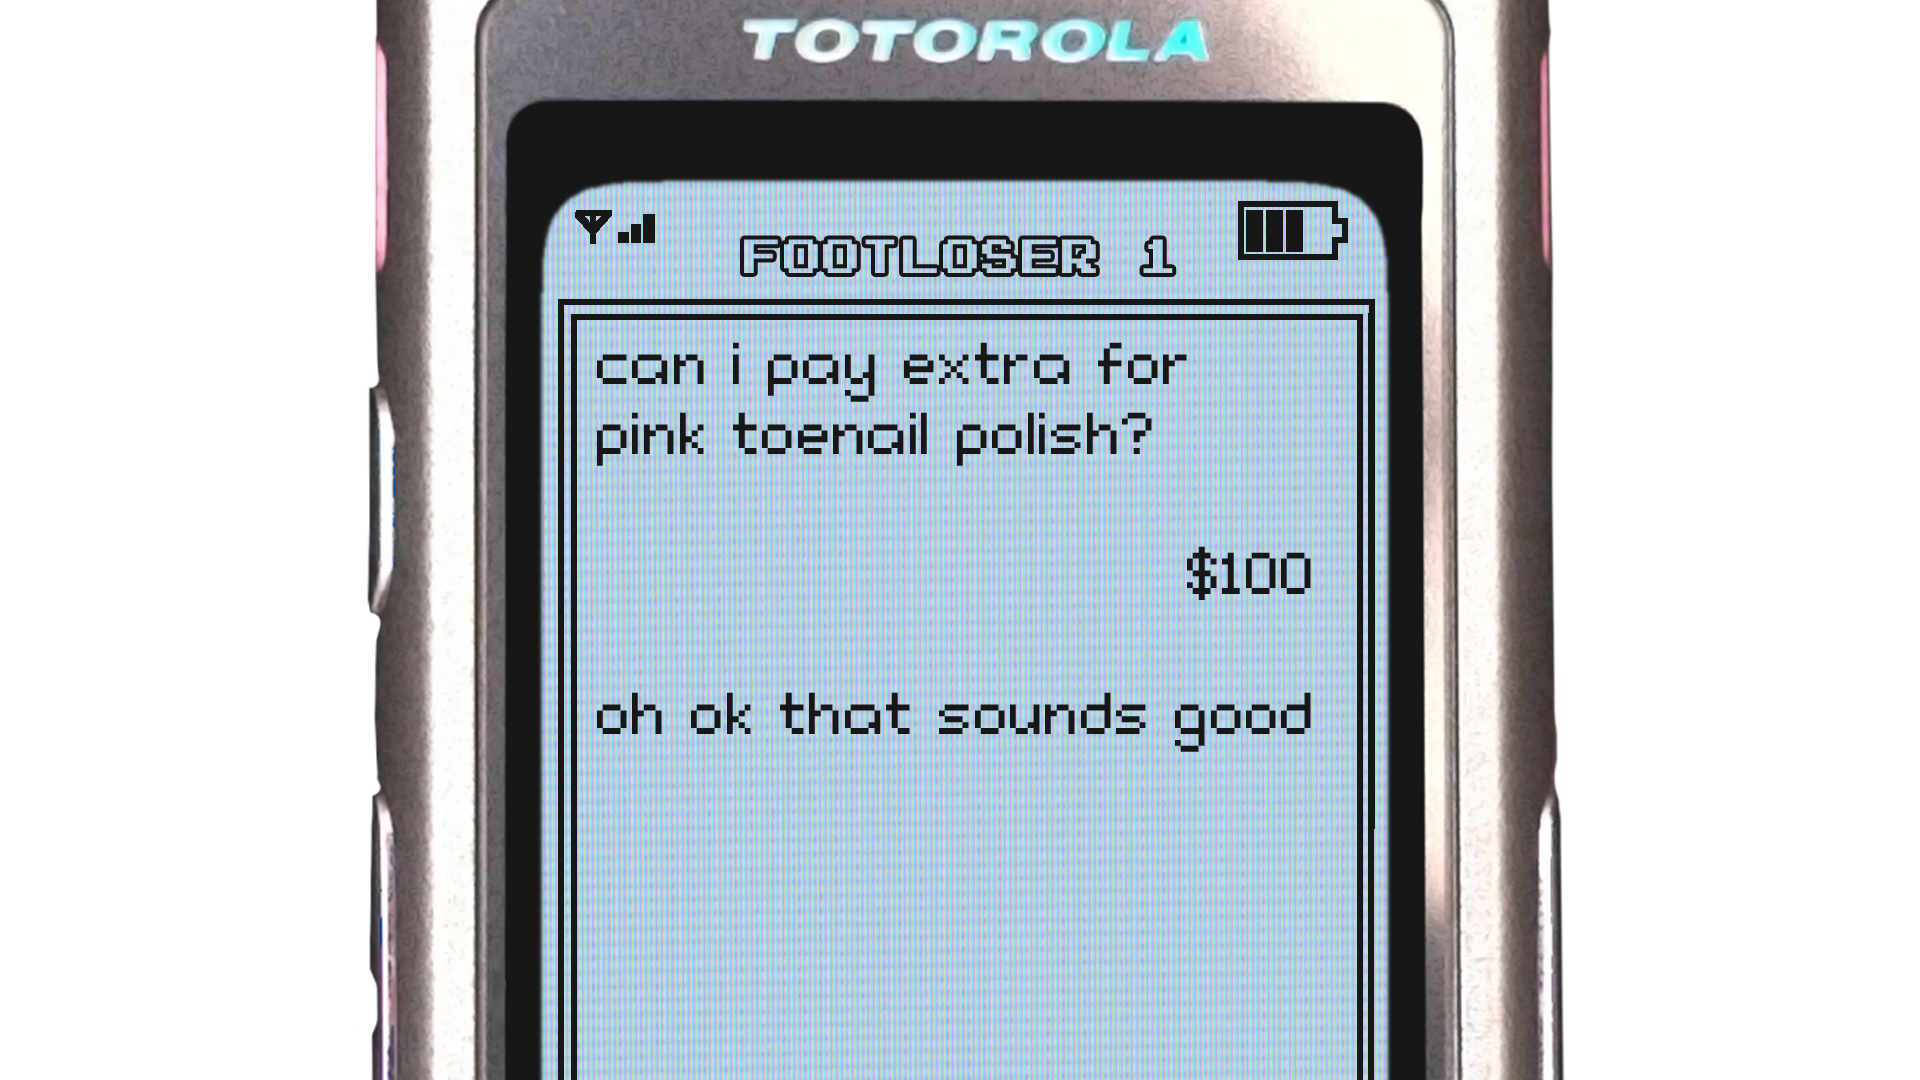 TOTOROLA
FOOTLOSER 1
can i pay extra for
pink toenail polish?
$100
oh ok that sounds good